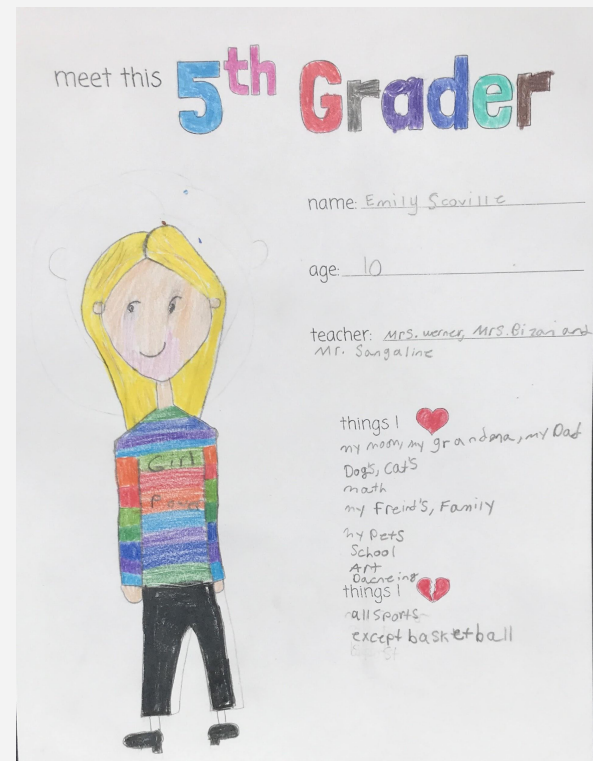 meet this 5th Grader
name: Emily Scoville
age: 10
teacher: Mrs. Werner, Mrs. Bizari and
Mr. Sangaline
things I
my mom, my grandma, my Dad
Dog's, Cat's
math
my Freind's, Family
my Pets
School
Art
Dacneing
things I
all Sports
except basketball
Girl